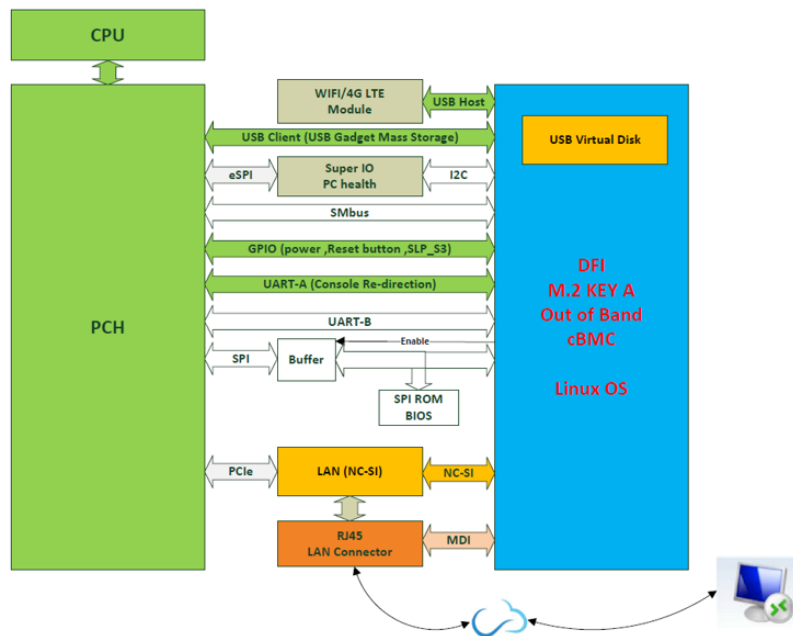 CPU
PCH
WIFI/4G LTE
Module
USB Host
USB Client (USB Gadget Mass Storage)
USB Virtual Disk
eSPI
Super IO
PC health
I2C
SMbus
GPIO (power ,Reset button ,SLP_S3)
UART-A (Console Re-direction)
UART-B
DFI
M.2 KEY A
Out of Band
cBMC
Linux OS
Enable
SPI
Buffer
SPI ROM
BIOS
PCIe
LAN (NC-SI)
NC-SI
RJ45
LAN Connector
MDI